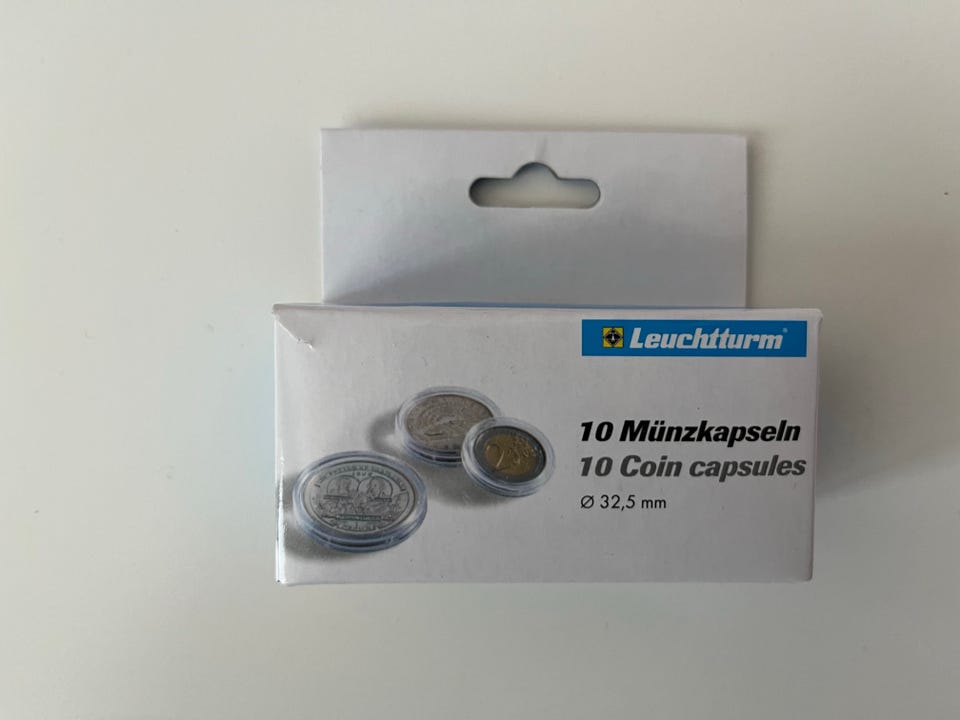 Leuchtturm
10 Münzkapseln
10 Coin capsules
Ø 32,5 mm